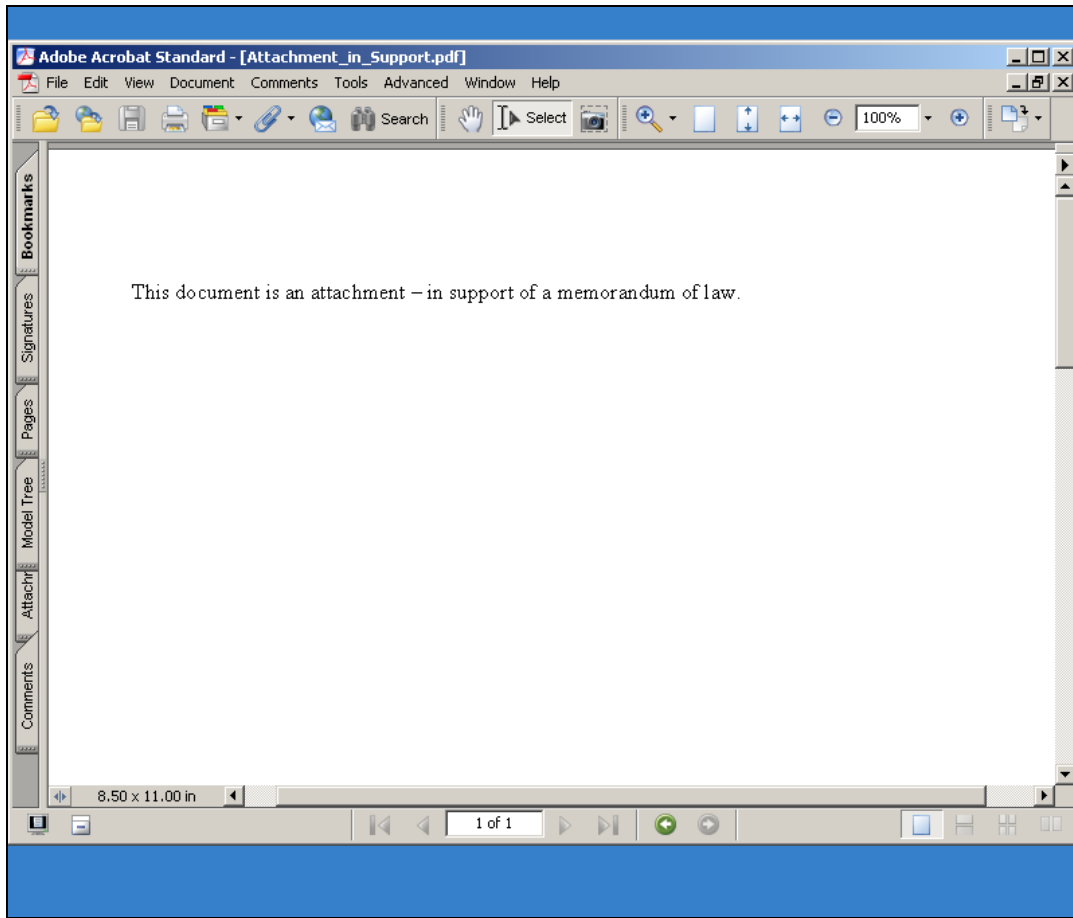 Adobe Acrobat Standard - [Attachment_in_Support.pdf]
File Edit View Document Comments Tools Advanced Window Help
Search Select 100%
Bookmarks
Signatures
Pages
Model Tree
Attachr
Comments
This document is an attachment – in support of a memorandum of law.
8.50 x 11.00 in
1 of 1